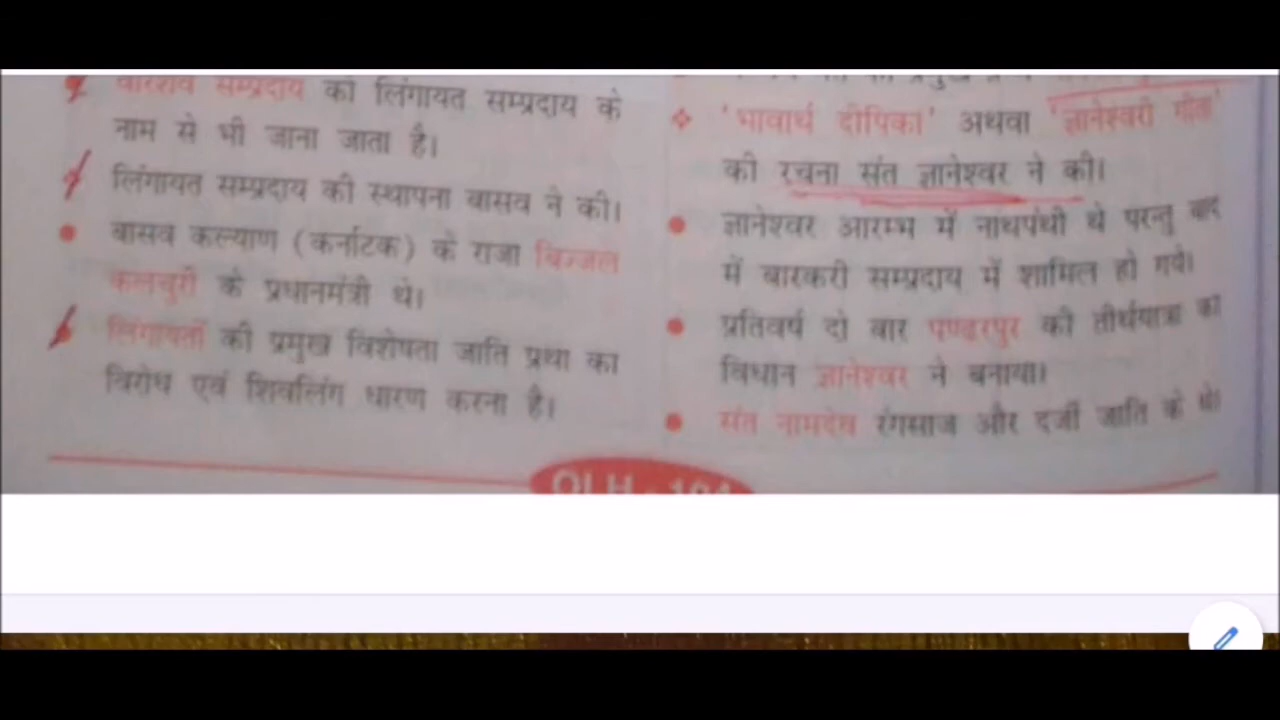 वीरशैव सम्प्रदाय को लिंगायत सम्प्रदाय के
नाम से भी जाना जाता है।
लिंगायत सम्प्रदाय की स्थापना वासव ने की।
वासव कल्याण (कर्नाटक) के राजा बिज्जल
कलचुरी के प्रधानमंत्री थे।
लिंगायतों की प्रमुख विशेषता जाति प्रथा का
विरोध एवं शिवलिंग धारण करना है।
'भावार्थ दीपिका' अथवा 'ज्ञानेश्वरी गीता'
की रचना संत ज्ञानेश्वर ने की।
ज्ञानेश्वर आरम्भ में नाथपंथी थे परन्तु बाद
में वारकरी सम्प्रदाय में शामिल हो गये।
प्रतिवर्ष दो बार पण्ढरपुर की तीर्थयात्रा का
विधान ज्ञानेश्वर ने बनाया।
संत नामदेव रंगसाज और दर्जी जाति के थे।